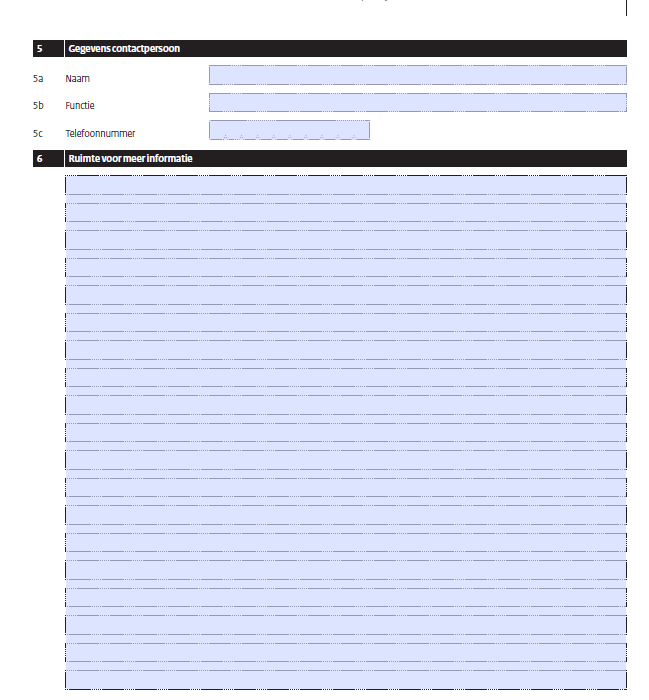 5 Gegevens contactpersoon
5a Naam
5b Functie
5c Telefoonnummer
6 Ruimte voor meer informatie